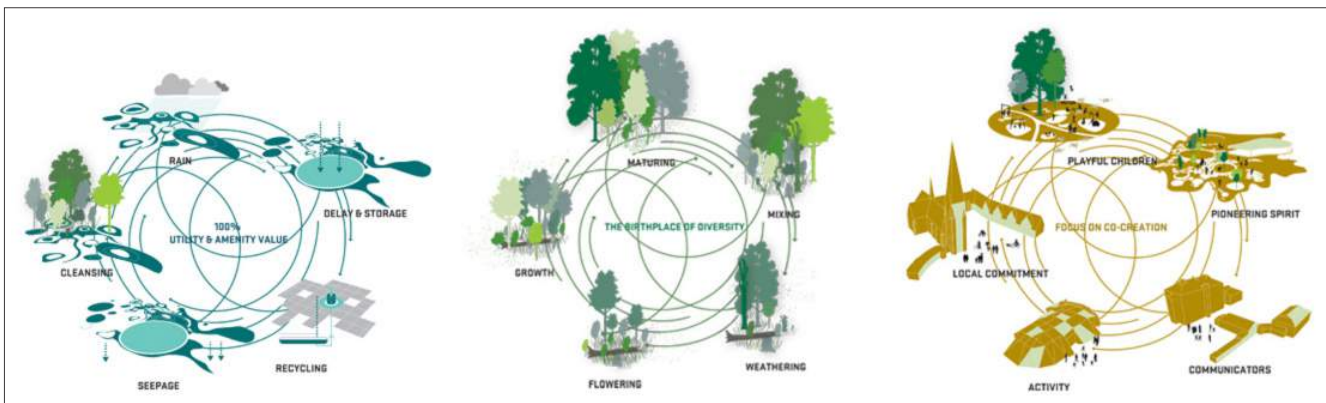 RAIN
DELAY & STORAGE
100%
UTILITY & AMENITY VALUE
CLEANSING
RECYCLING
SEEPAGE
MATURING
MIXING
THE BIRTHPLACE OF DIVERSITY
GROWTH
WEATHERING
FLOWERING
PLAYFUL CHILDREN
PIONEERING SPIRIT
FOCUS ON CO-CREATION
LOCAL COMMITMENT
COMMUNICATORS
ACTIVITY